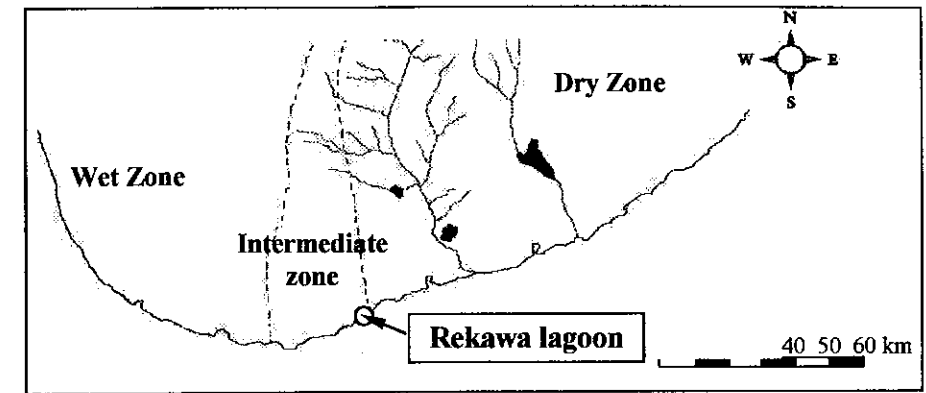 N
W E
S
Dry Zone
Wet Zone
Intermediate
zone
Rekawa lagoon
40 50 60 km